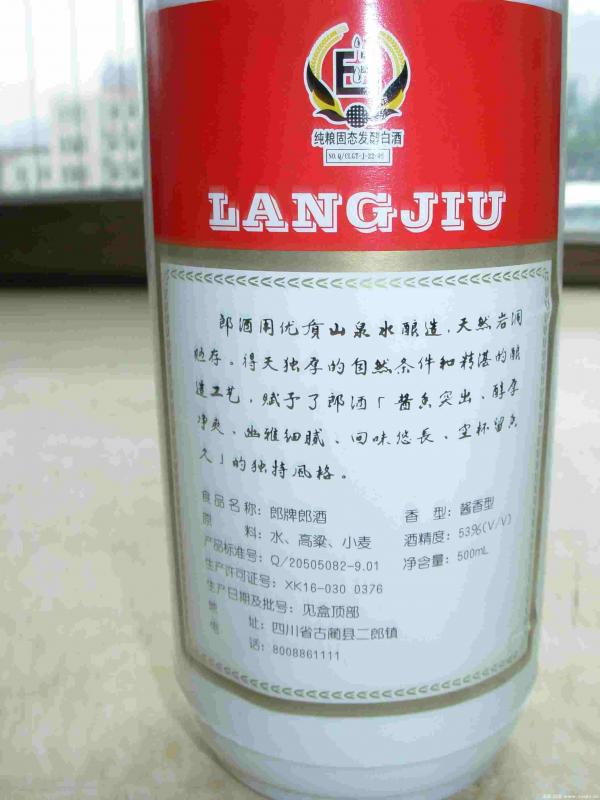 E
纯粮固态发酵白酒
NO.Q/CLGT-J-22-05
LANGJIU
郎酒用优质山泉水酿造,天然岩洞
贮存。得天独厚的自然条件和精湛的酿
造工艺,赋予了郎酒「酱香突出、醇厚
净爽、幽雅细腻、回味悠長、空杯留香
久」的独特风格。
食品名称:郎牌郎酒 香 型:酱香型
原 料:水、高粱、小麦 酒精度:53%(V/V)
产品标准号:Q/20505082-9.01 净含量:500mL
生产许可证号:XK16-030 0376
生产日期及批号:见盒顶部
地 址:四川省古蔺县二郎镇
电 话:8008861111